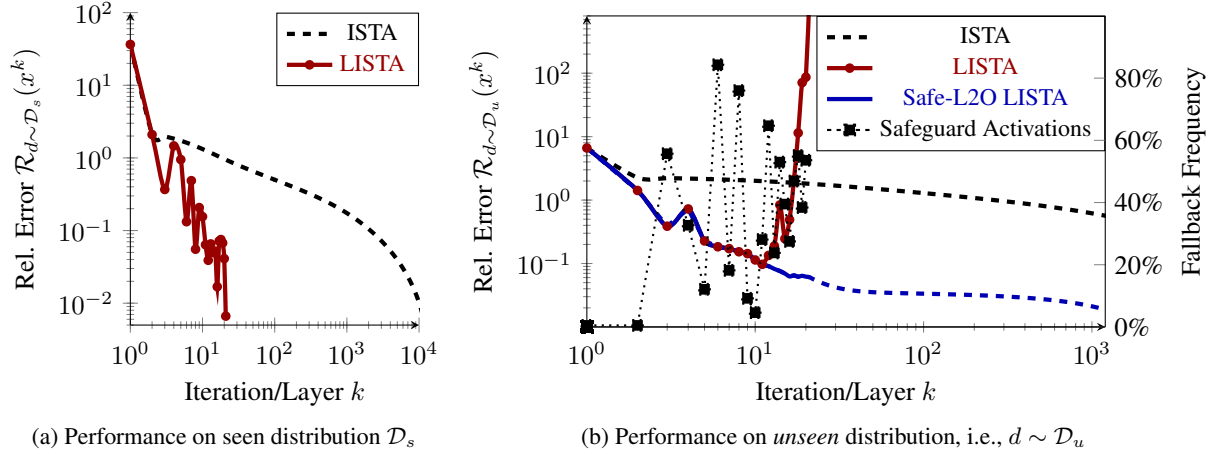 10^2
10^1
10^0
10^{-1}
10^{-2}
Rel. Error R_{d∼D_s}(x^k)
ISTA
LISTA
10^0 10^1 10^2 10^3 10^4
Iteration/Layer k
(a) Performance on seen distribution D_s
10^2
10^1
10^0
10^{-1}
Rel. Error R_{d∼D_u}(x^k)
ISTA
LISTA
Safe-L2O LISTA
Safeguard Activations
80%
60%
40%
20%
0%
Fallback Frequency
10^0 10^1 10^2 10^3
Iteration/Layer k
(b) Performance on unseen distribution, i.e., d ∼ D_u